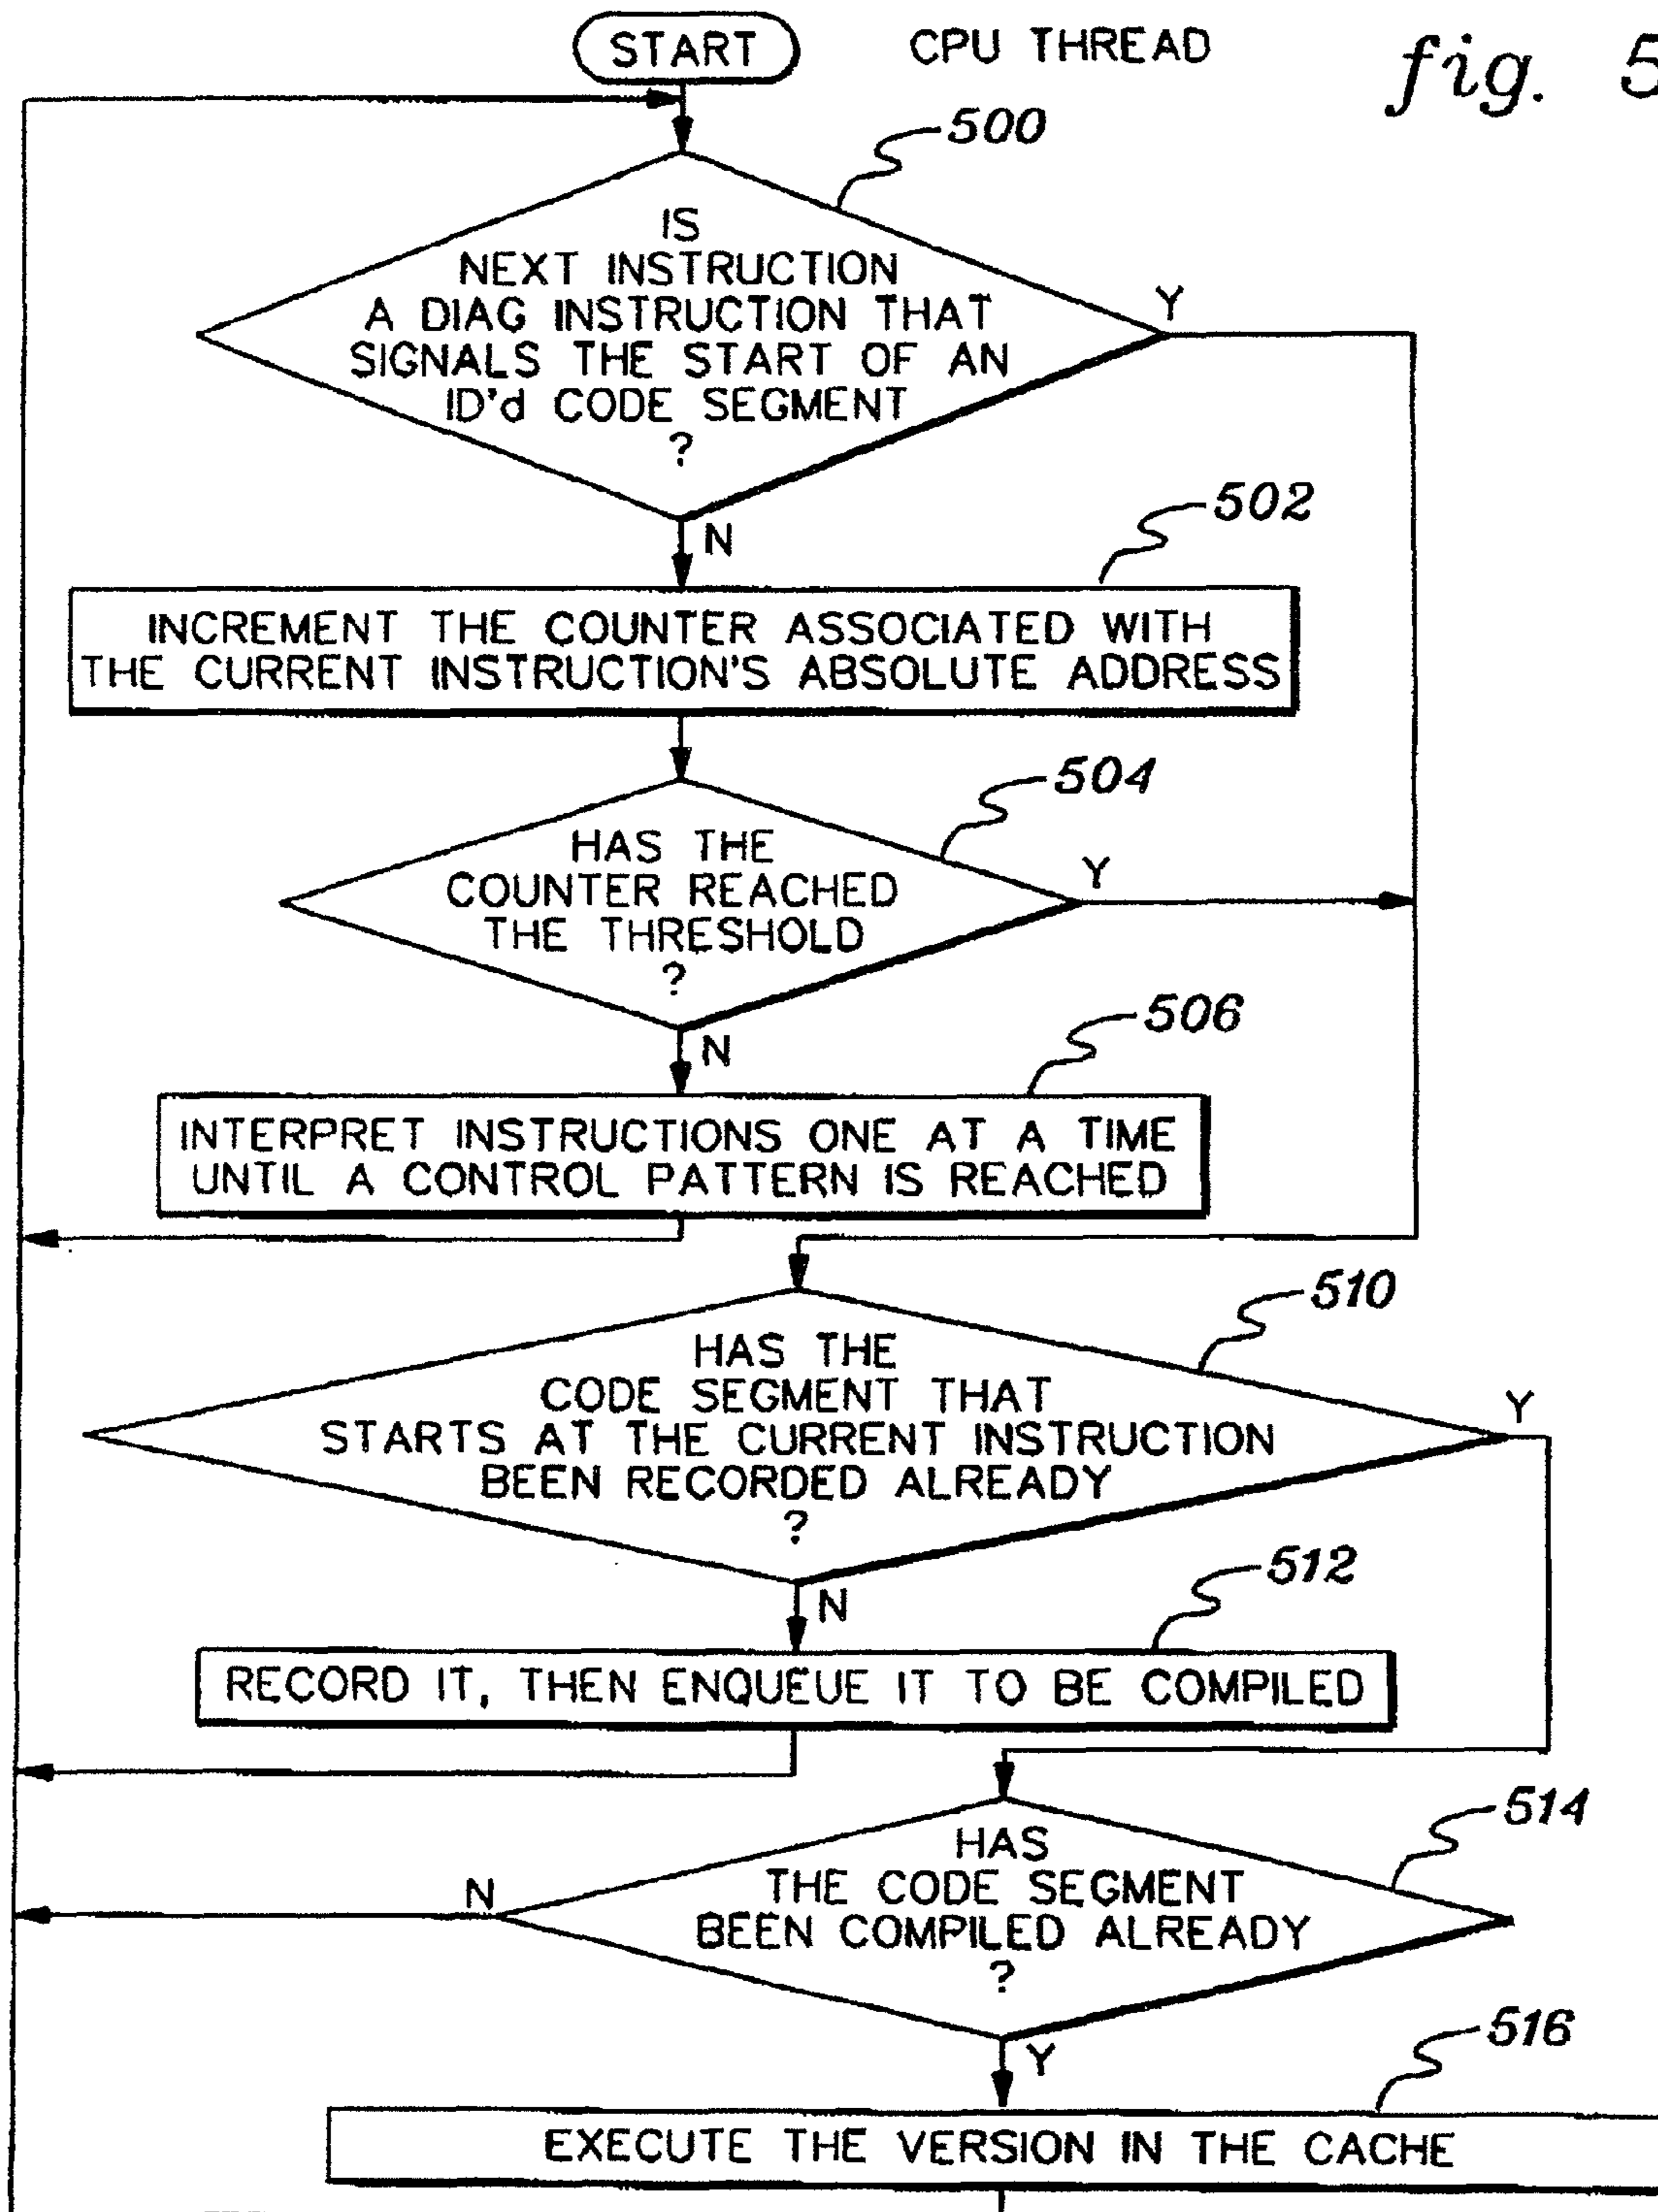 START
CPU THREAD
fig. 5
500
IS
NEXT INSTRUCTION
A DIAG INSTRUCTION THAT
SIGNALS THE START OF AN
ID'd CODE SEGMENT
?
Y
N
502
INCREMENT THE COUNTER ASSOCIATED WITH
THE CURRENT INSTRUCTION'S ABSOLUTE ADDRESS
504
HAS THE
COUNTER REACHED
THE THRESHOLD
?
Y
N
506
INTERPRET INSTRUCTIONS ONE AT A TIME
UNTIL A CONTROL PATTERN IS REACHED
510
HAS THE
CODE SEGMENT THAT
STARTS AT THE CURRENT INSTRUCTION
BEEN RECORDED ALREADY
?
Y
N
512
RECORD IT, THEN ENQUEUE IT TO BE COMPILED
514
HAS
THE CODE SEGMENT
BEEN COMPILED ALREADY
?
N
Y
516
EXECUTE THE VERSION IN THE CACHE